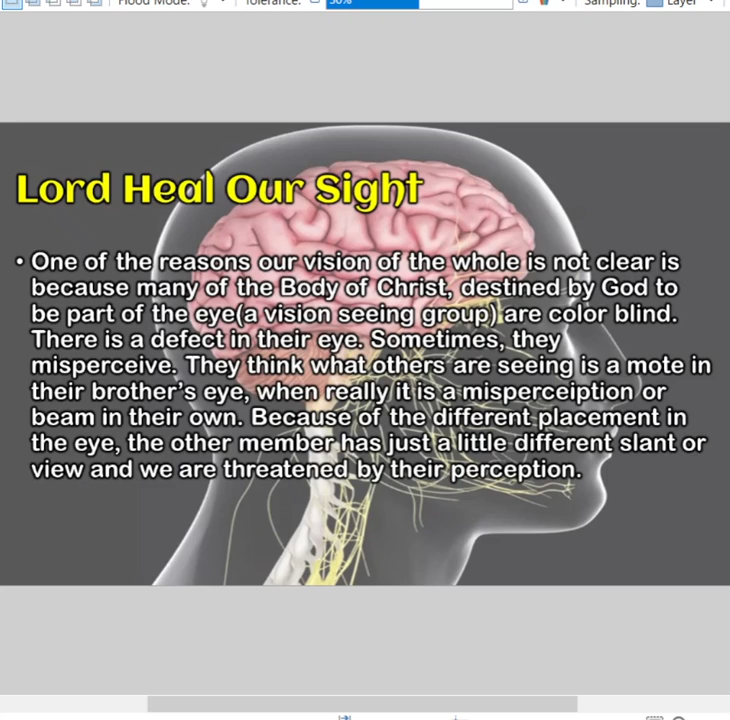 Flood Mode:
Tolerance:
30%
Sampling:
Layer
Lord Heal Our Sight
• One of the reasons our vision of the whole is not clear is
because many of the Body of Christ, destined by God to
be part of the eye(a vision seeing group) are color blind.
There is a defect in their eye. Sometimes, they
misperceive. They think what others are seeing is a mote in
their brother's eye, when really it is a misperceiption or
beam in their own. Because of the different placement in
the eye, the other member has just a little different slant or
view and we are threatened by their perception.